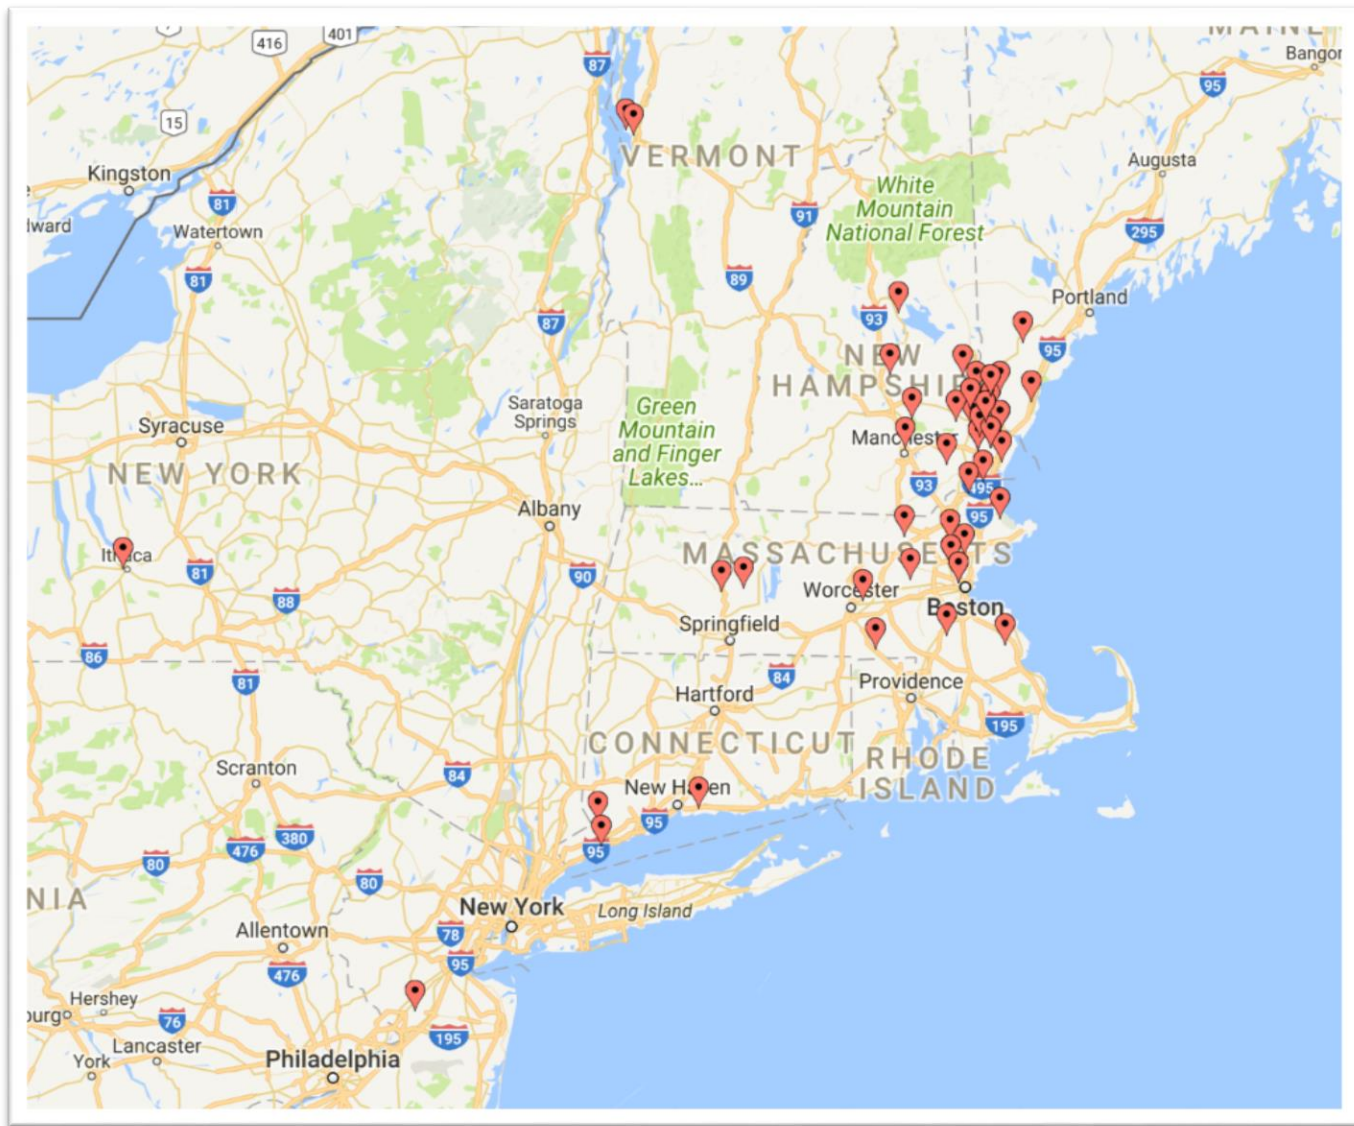 416
401
87
MAINE
Bangor
95
15
Kingston
VERMONT
Augusta
81
White
Mountain
National Forest
91
295
lward
Watertown
81
89
Portland
87
93
95
NEW
HAMPSHIRE
Saratoga
Springs
Green
Mountain
and Finger
Lakes...
Syracuse
NEW YORK
Manchester
93
495
95
Albany
Ithaca
MASSACHUSETTS
81
90
88
Worcester
Boston
Springfield
86
81
84
Hartford
Providence
195
CONNECTICUT
RHODE
ISLAND
Scranton
84
New Haven
95
95
380
476
80
80
NIA
New York
Long Island
Allentown
78
95
476
Hershey
burg
76
195
Lancaster
York
Philadelphia